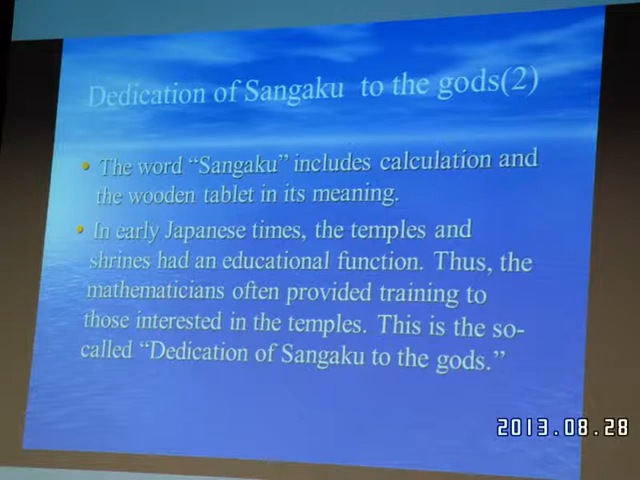 Dedication of Sangaku to the gods(2)
• The word “Sangaku” includes calculation and
the wooden tablet in its meaning.
• In early Japanese times, the temples and
shrines had an educational function. Thus, the
mathematicians often provided training to
those interested in the temples. This is the so-
called “Dedication of Sangaku to the gods.”
2013.08.28